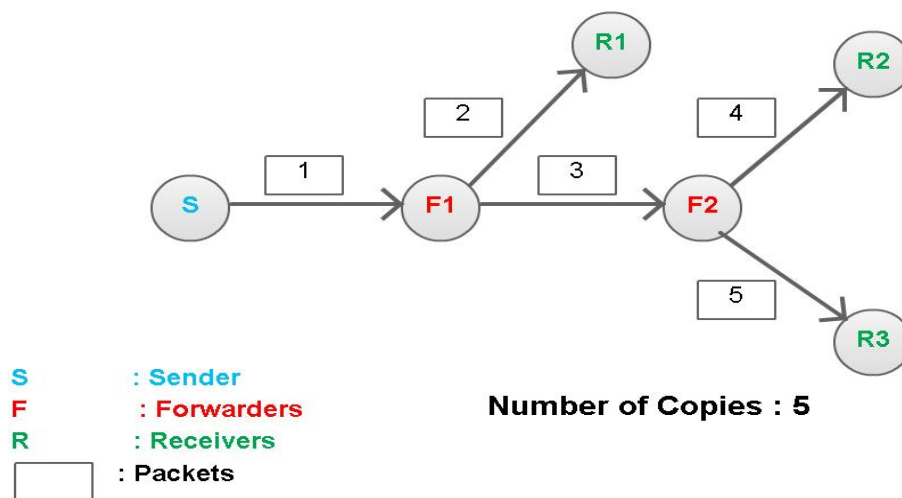 R1
R2
2
4
1
3
S
F1
F2
5
R3
S : Sender
F : Forwarders
R : Receivers
: Packets
Number of Copies : 5